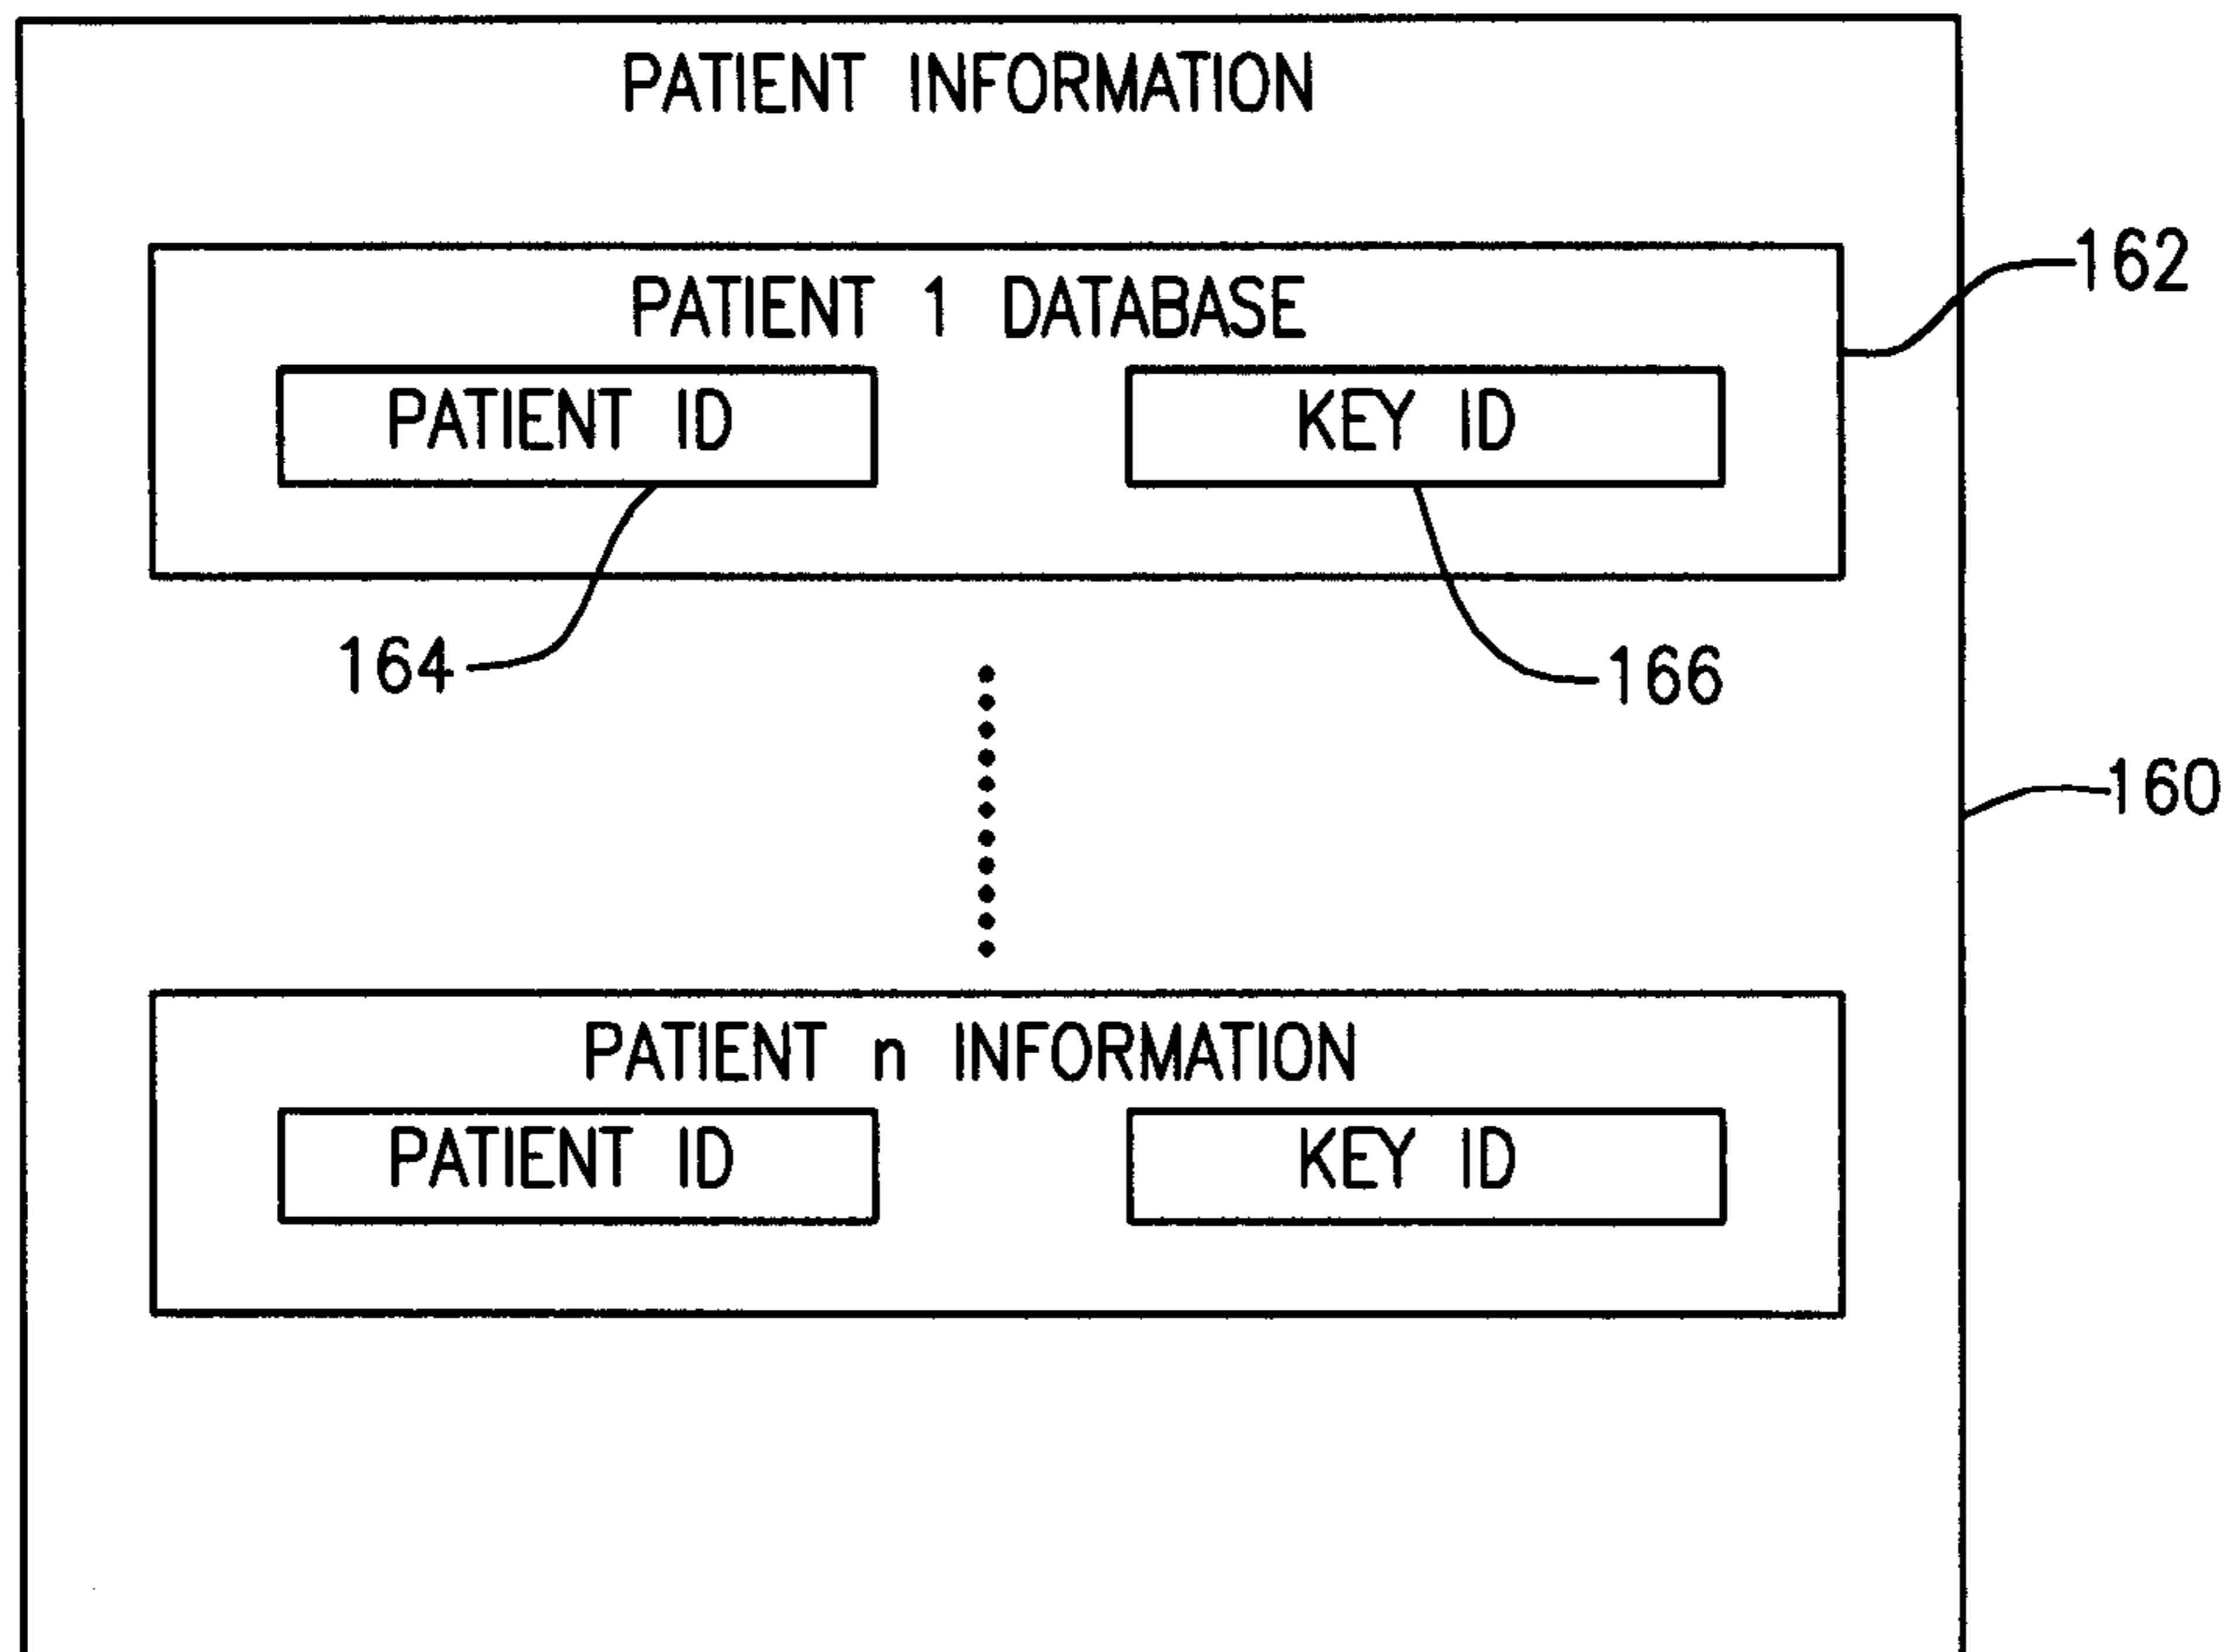 PATIENT INFORMATION
162
PATIENT 1 DATABASE
PATIENT ID KEY ID
164
166
160
PATIENT n INFORMATION
PATIENT ID KEY ID